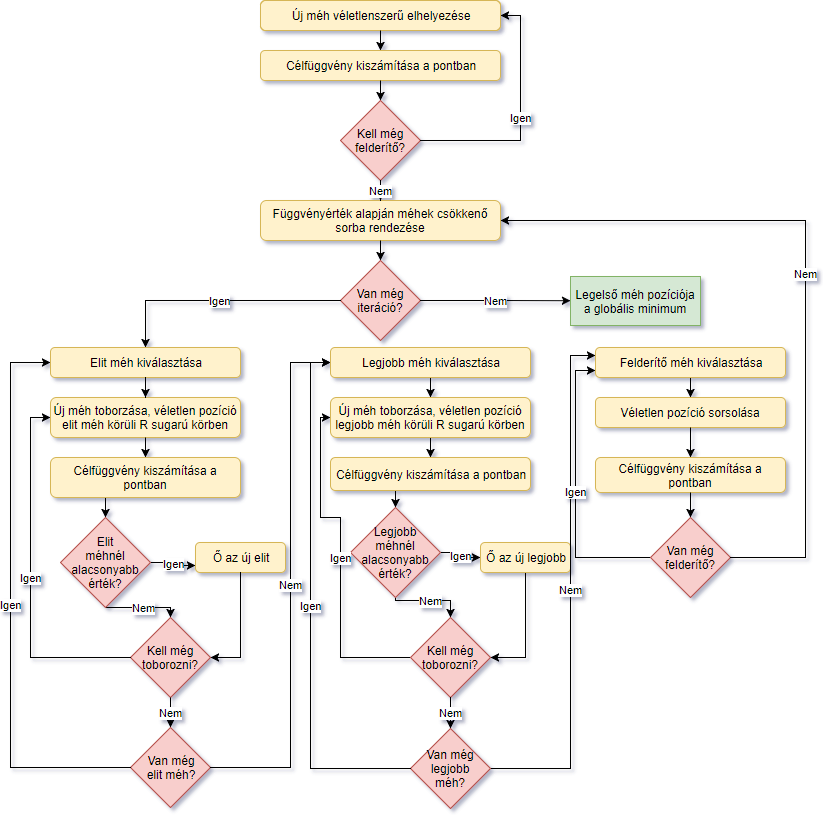 Új méh véletlenszerű elhelyezése
Célfüggvény kiszámítása a pontban
Igen
Kell még
felderítő?
Nem
Függvényérték alapján méhek csökkenő
sorba rendezése
Nem
Van még
iteráció?
Igen
Nem
Legelső méh pozíciója
a globális minimum
Elit méh kiválasztása
Új méh toborzása, véletlen pozíció
elit méh körüli R sugarú körben
Célfüggvény kiszámítása a
pontban
Elit
méhnél
alacsonyabb
érték?
Igen
Ő az új elit
Nem
Igen
Igen
Kell még
toborozni?
Nem
Van még
elit méh?
Nem
Legjobb méh kiválasztása
Új méh toborzása, véletlen pozíció
legjobb méh körüli R sugarú körben
Célfüggvény kiszámítása a pontban
Legjobb
méhnél
alacsonyabb
érték?
Igen
Ő az új legjobb
Nem
Igen
Igen
Kell még
toborozni?
Nem
Van még
legjobb
méh?
Nem
Felderítő méh kiválasztása
Véletlen pozíció sorsolása
Célfüggvény kiszámítása a
pontban
Igen
Van még
felderítő?